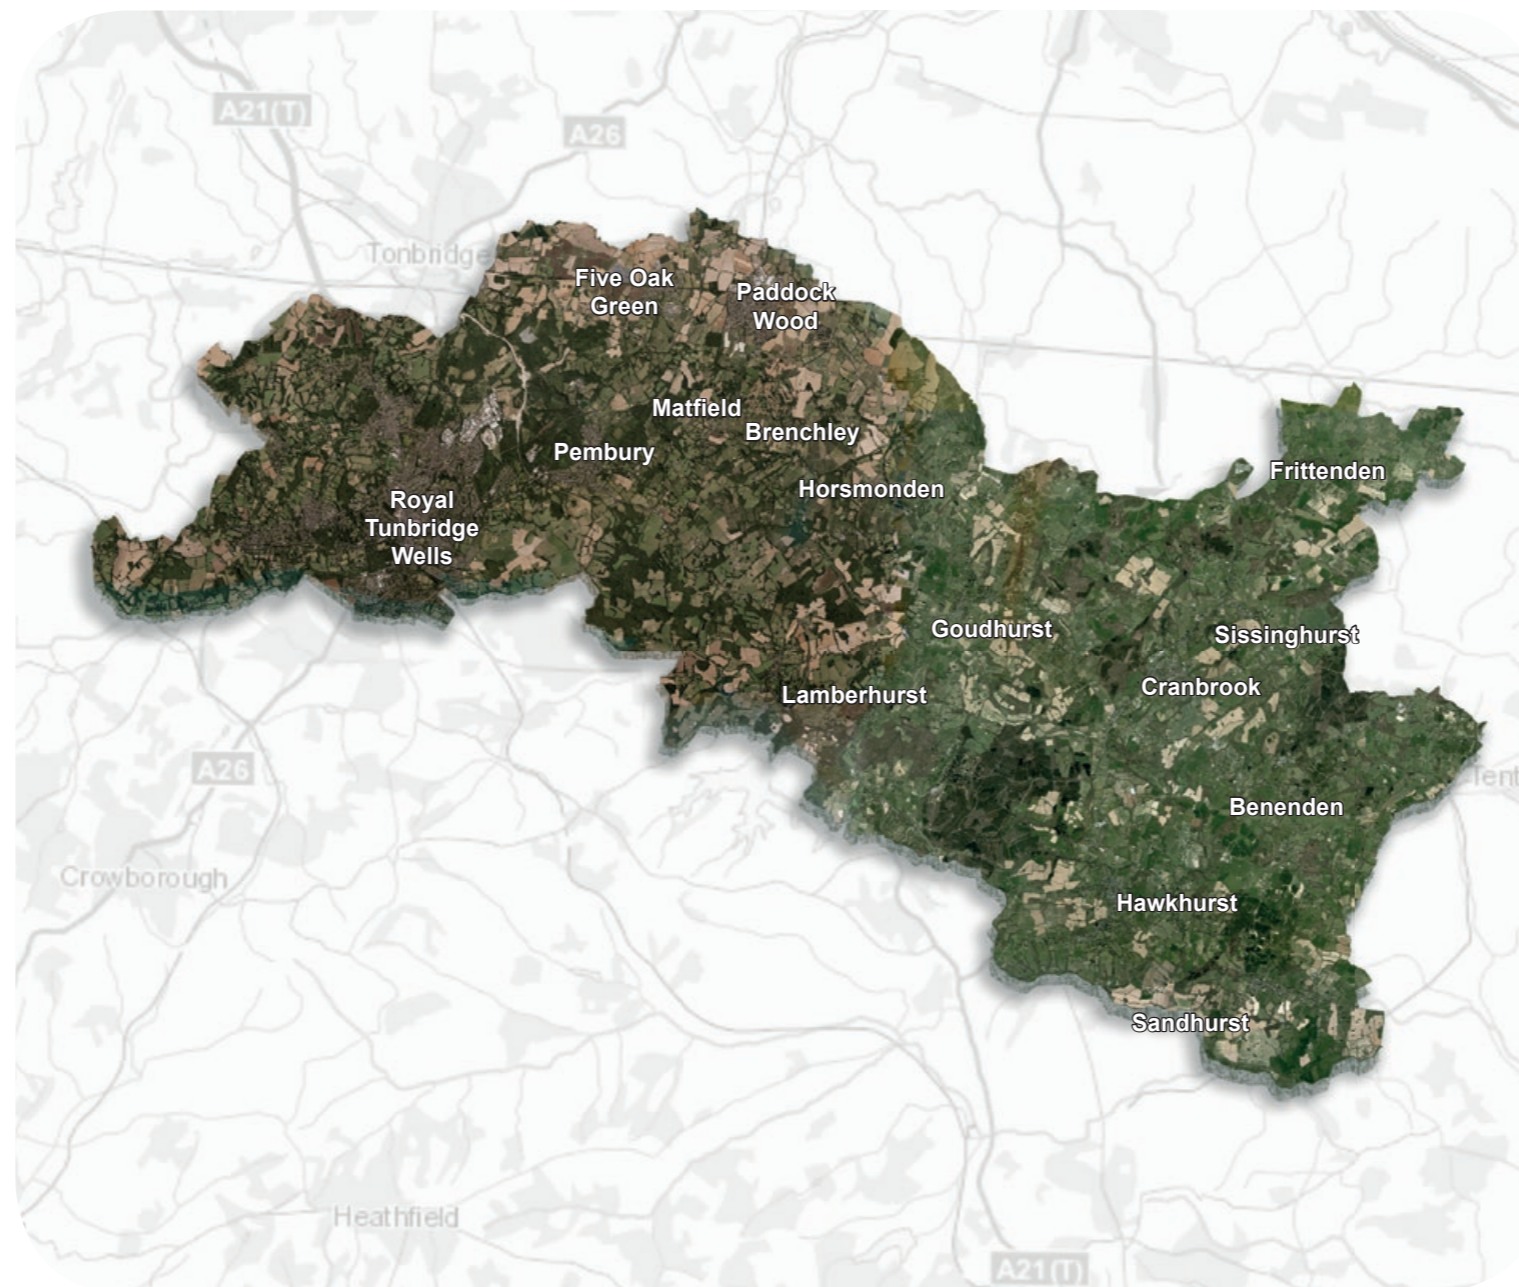 A21(T)
A26
Tonbridge
Five Oak
Green
Paddock
Wood
Matfield
Brenchley
Pembury
Frittenden
Horsmonden
Royal
Tunbridge
Wells
Goudhurst
Sissinghurst
Cranbrook
Lamberhurst
A26
Tent
Benenden
Crowborough
Hawkhurst
Sandhurst
Heathfield
A21(T)